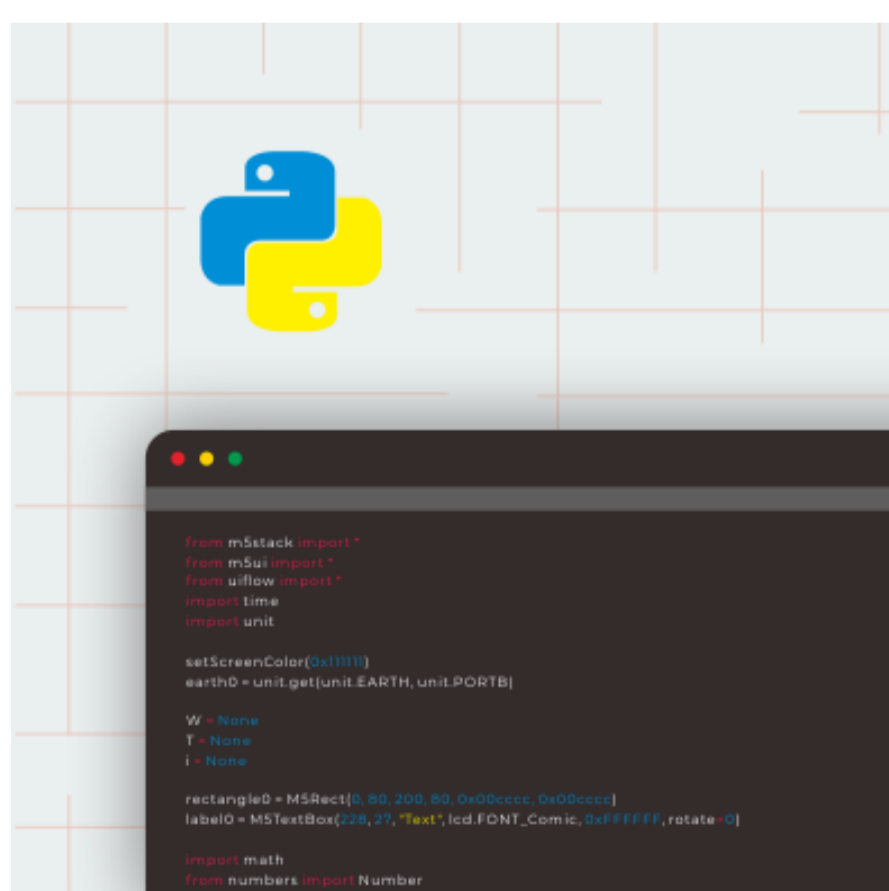 from m5stack import *
from m5ui import *
from uiflow import *
import time
import unit
setScreenColor(0x111111)
earth0 = unit.get(unit.EARTH, unit.PORTB)
W = None
T = None
i = None
rectangle0 = M5Rect(0, 80, 200, 80, 0x00cccc, 0x00cccc)
label0 = M5TextBox(228, 27, "Text", lcd.FONT_Comic, 0xFFFFFF, rotate=0)
import math
from numbers import Number